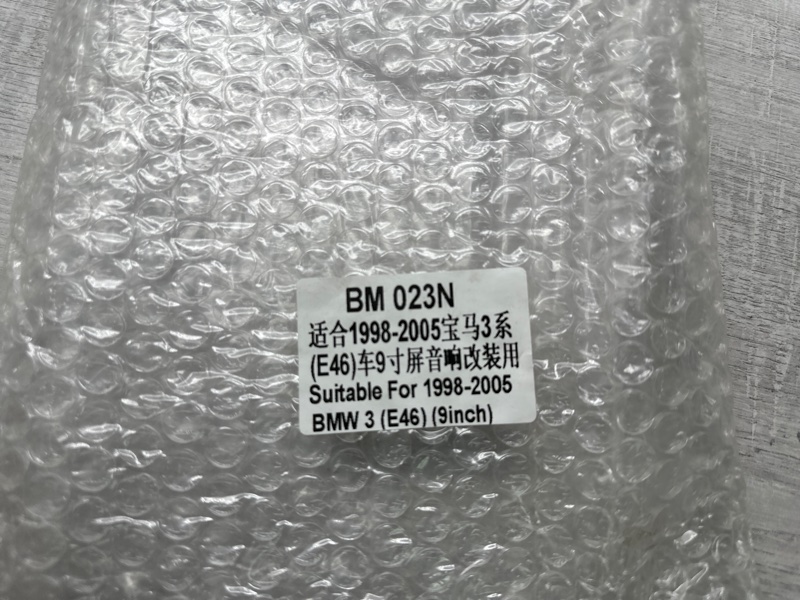 BM 023N
适合1998-2005宝马3系
(E46)车9寸屏音响改装用
Suitable For 1998-2005
BMW 3 (E46) (9inch)